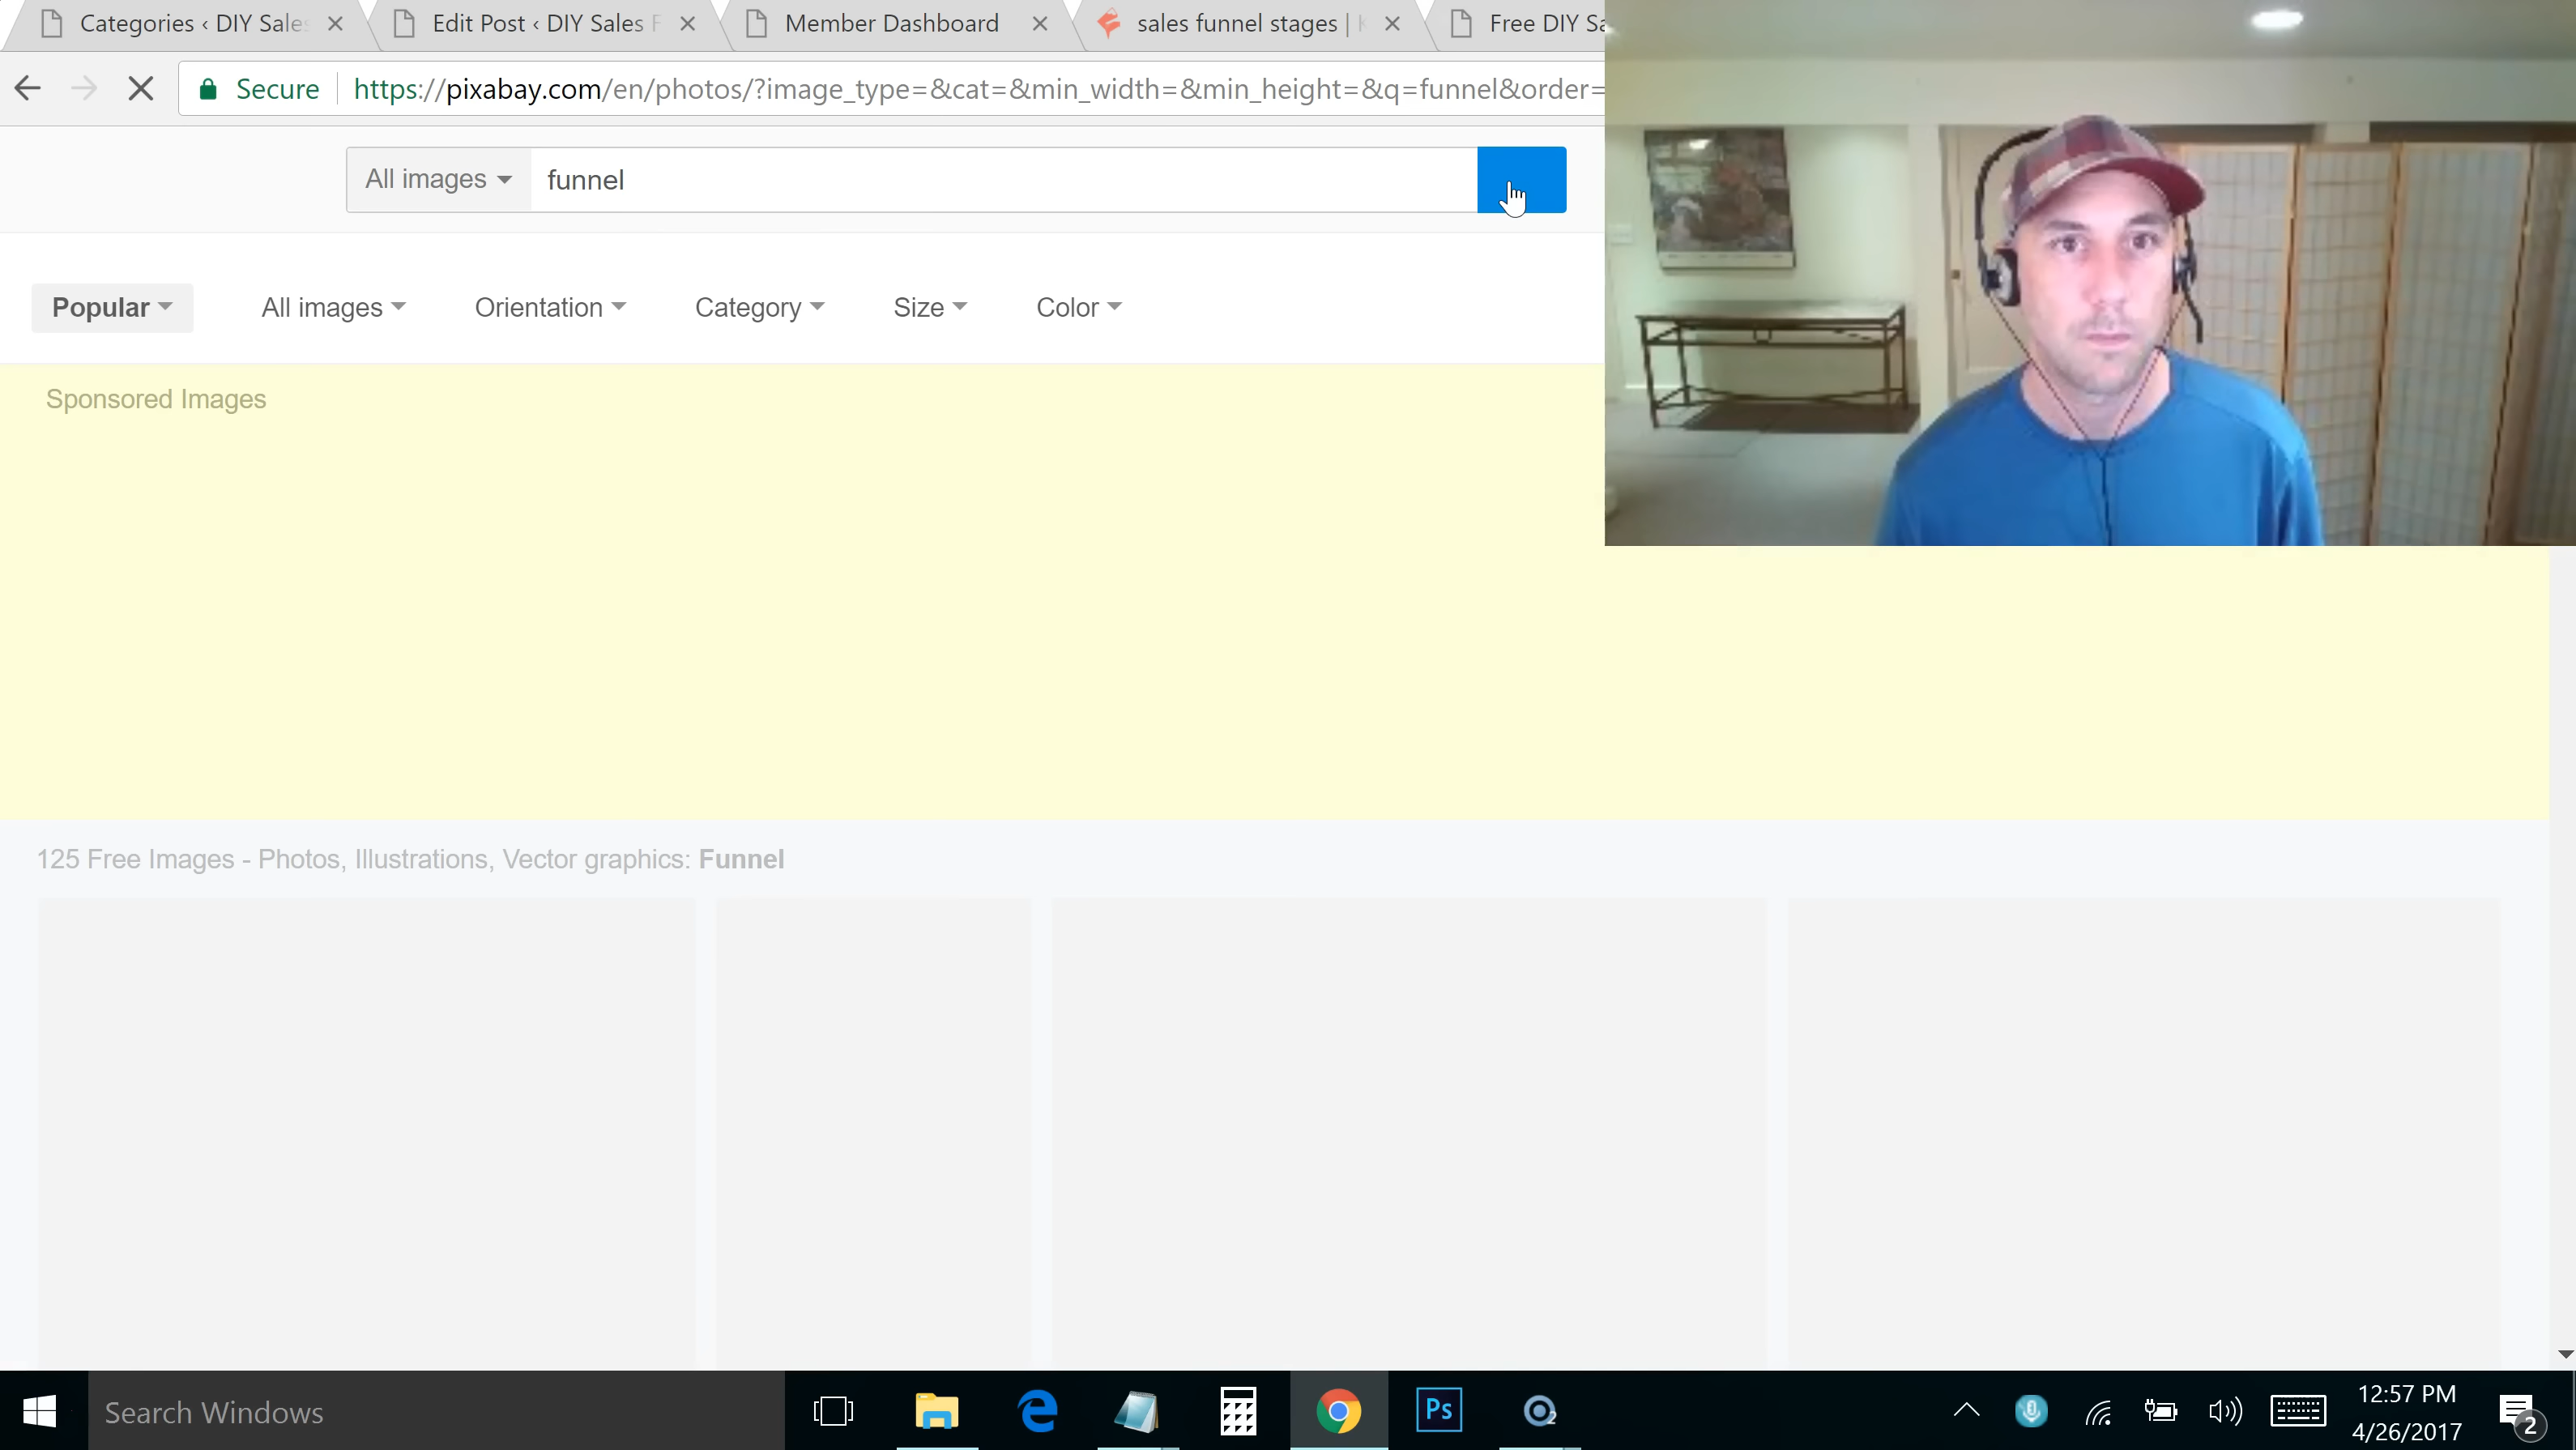 Categories ‹ DIY Sales
Edit Post ‹ DIY Sales F
Member Dashboard
sales funnel stages |
Free DIY Sa
Secure
https://pixabay.com/en/photos/?image_type=&cat=&min_width=&min_height=&q=funnel&order=
All images
funnel
Popular
All images
Orientation
Category
Size
Color
Sponsored Images
125 Free Images - Photos, Illustrations, Vector graphics: Funnel
Search Windows
Ps
2
12:57 PM
4/26/2017
2